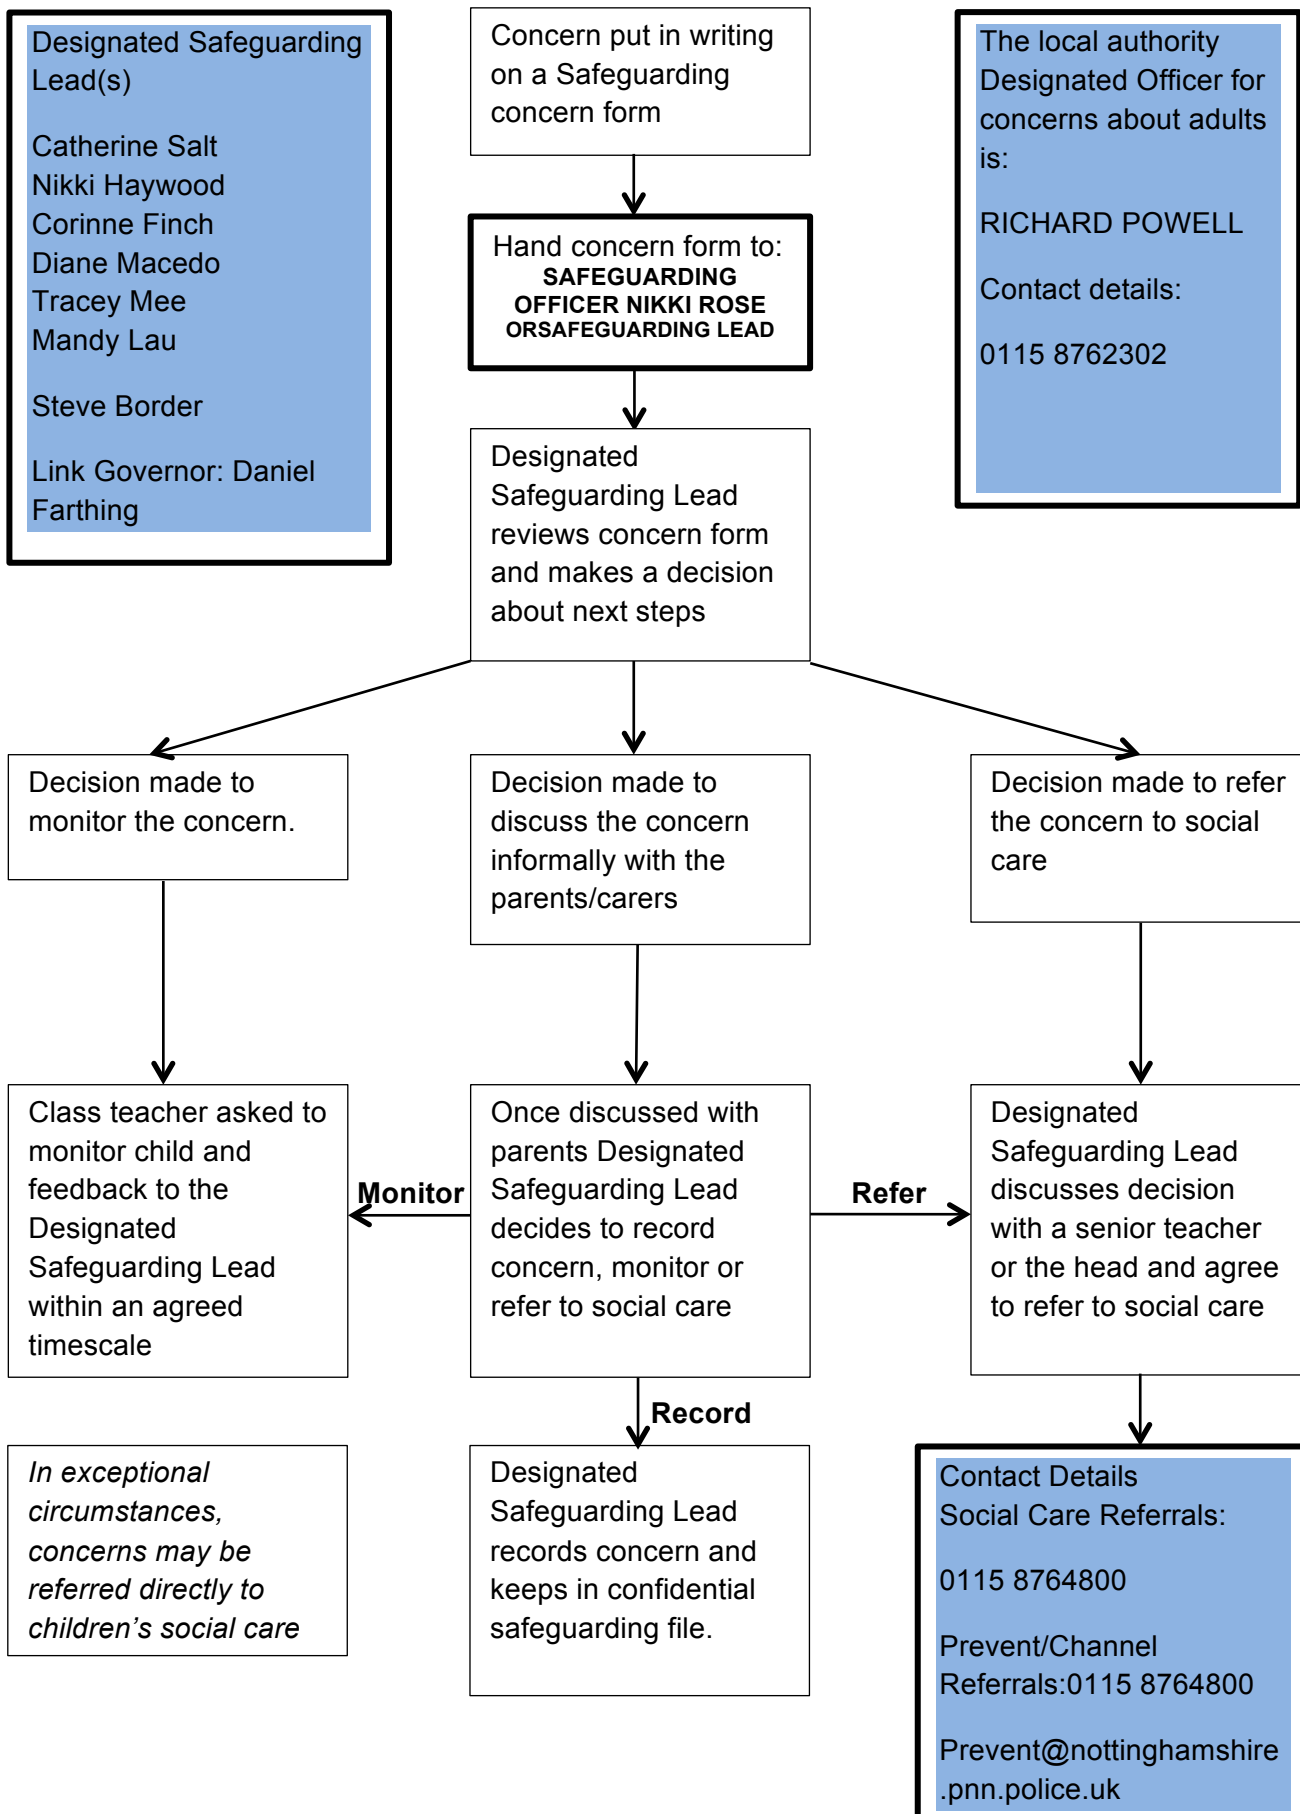 Designated Safeguarding
Lead(s)
Catherine Salt
Nikki Haywood
Corinne Finch
Diane Macedo
Tracey Mee
Mandy Lau
Steve Border
Link Governor: Daniel
Farthing
Concern put in writing
on a Safeguarding
concern form
The local authority
Designated Officer for
concerns about adults
is:
RICHARD POWELL
Contact details:
0115 8762302
Hand concern form to:
SAFEGUARDING
OFFICER NIKKI ROSE
ORSAFEGUARDING LEAD
Designated
Safeguarding Lead
reviews concern form
and makes a decision
about next steps
Decision made to
monitor the concern.
Decision made to
discuss the concern
informally with the
parents/carers
Decision made to refer
the concern to social
care
Class teacher asked to
monitor child and
feedback to the
Designated
Safeguarding Lead
within an agreed
timescale
Monitor
Once discussed with
parents Designated
Safeguarding Lead
decides to record
concern, monitor or
refer to social care
Refer
Designated
Safeguarding Lead
discusses decision
with a senior teacher
or the head and agree
to refer to social care
Record
In exceptional
circumstances,
concerns may be
referred directly to
children’s social care
Designated
Safeguarding Lead
records concern and
keeps in confidential
safeguarding file.
Contact Details
Social Care Referrals:
0115 8764800
Prevent/Channel
Referrals:0115 8764800
Prevent@nottinghamshire
.pnn.police.uk